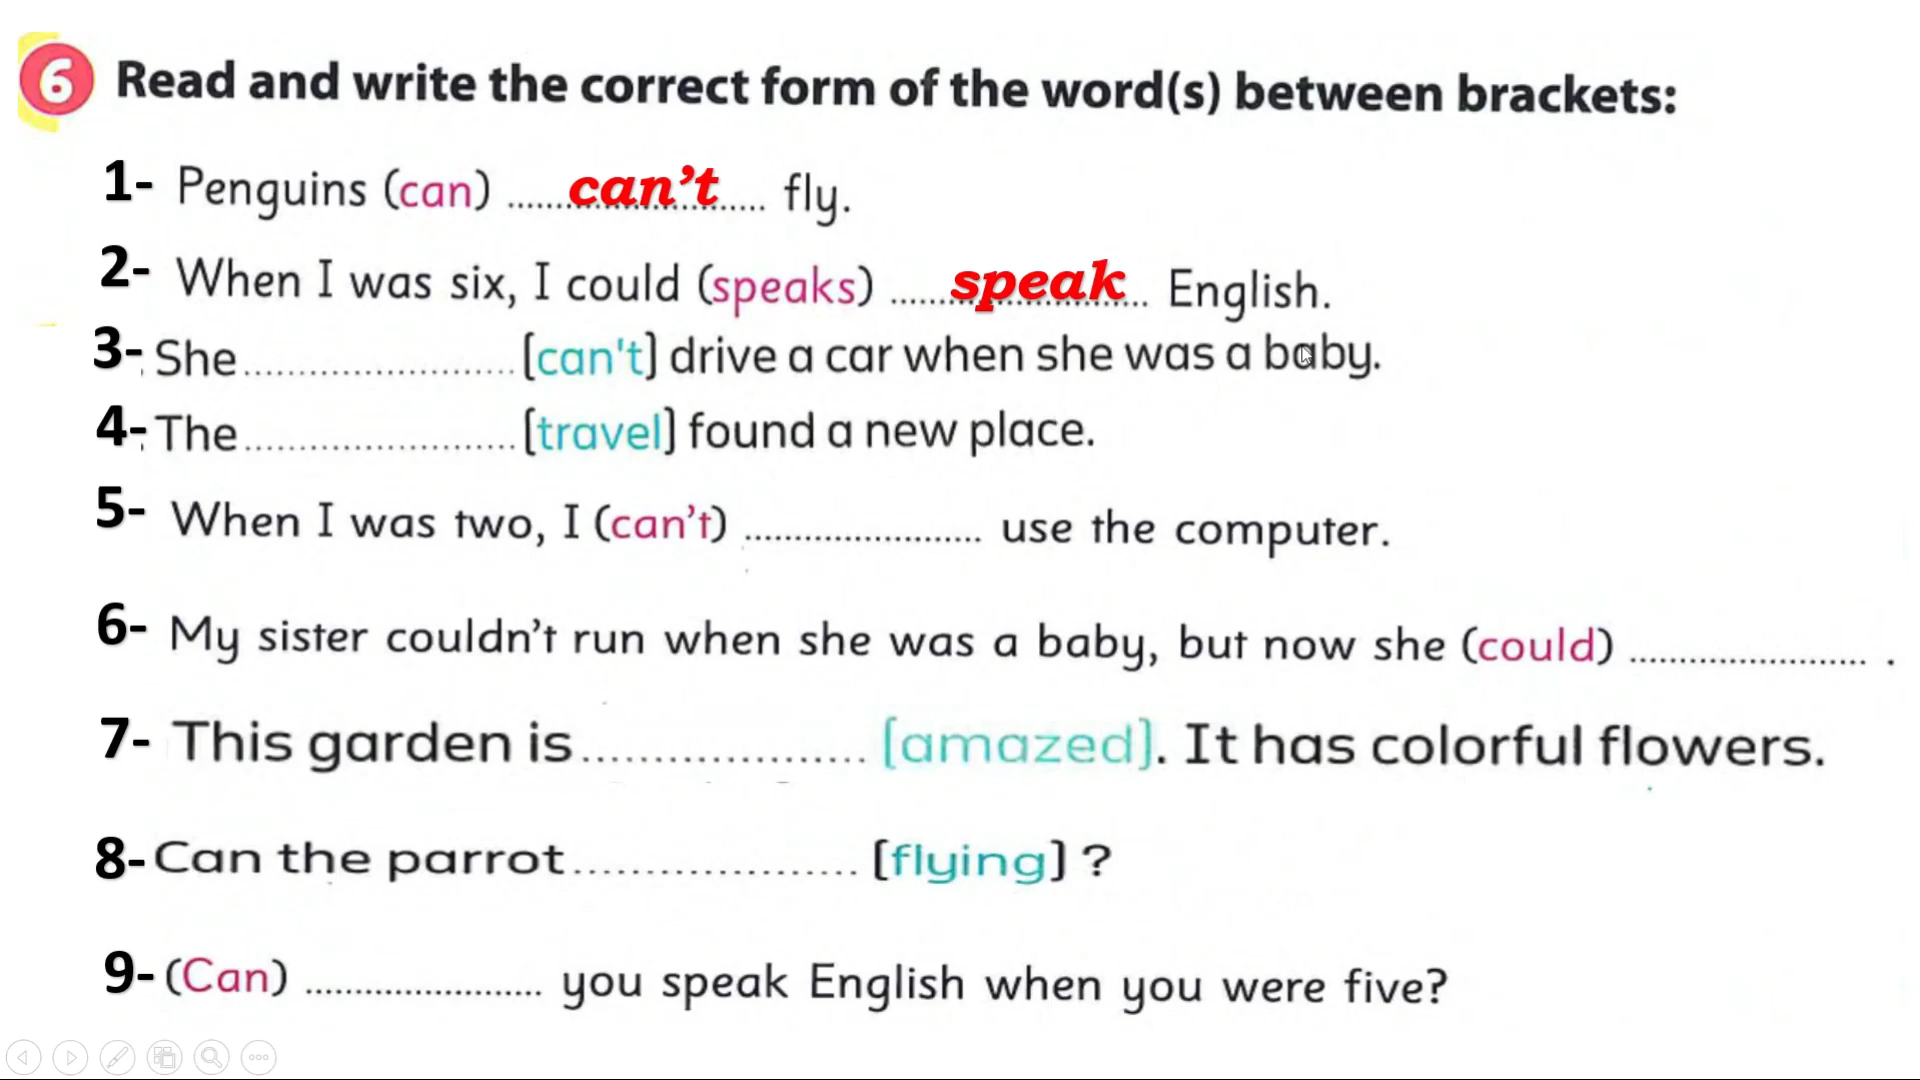 6 Read and write the correct form of the word(s) between brackets:
1- Penguins (can) ........can't........ fly.
2- When I was six, I could (speaks) ........speak........ English.
3- She........................[can't] drive a car when she was a baby.
4- The........................[travel] found a new place.
5- When I was two, I (can't) ........................ use the computer.
6- My sister couldn't run when she was a baby, but now she (could) ........................ .
7- This garden is.................... [amazed]. It has colorful flowers.
8- Can the parrot.................... [flying] ?
9- (Can) ........................ you speak English when you were five?